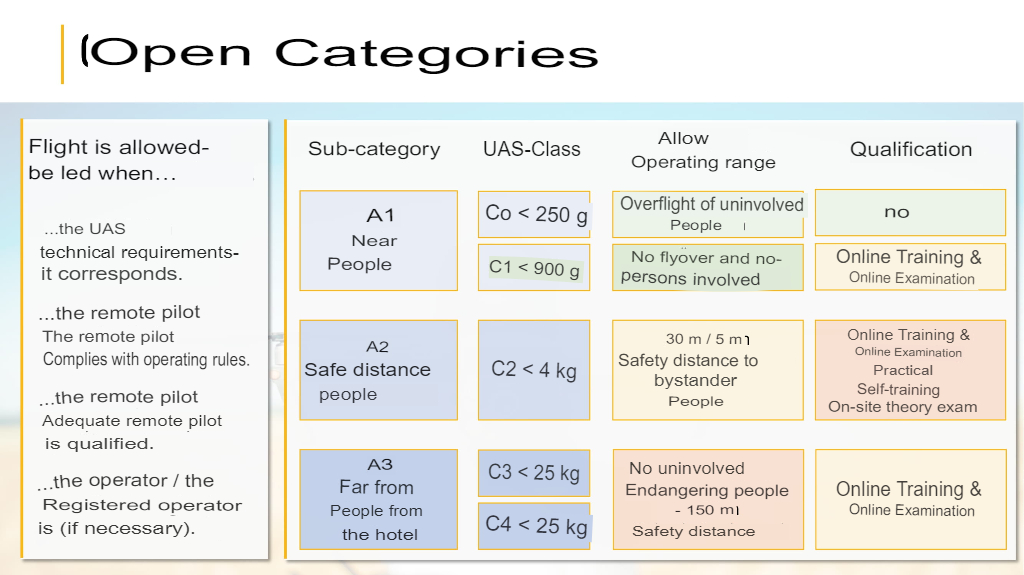 Open Categories
Flight is allowed-
be led when...
...the UAS
technical requirements-
it corresponds.
...the remote pilot
The remote pilot
Complies with operating rules.
...the remote pilot
Adequate remote pilot
is qualified.
...the operator / the
Registered operator
is (if necessary).
Sub-category
UAS-Class
Allow
Operating range
Qualification
A1
Near
People
Co < 250 g
Overflight of uninvolved
People
no
C1 < 900 g
No flyover and no-
persons involved
Online Training &
Online Examination
A2
Safe distance
people
C2 < 4 kg
30 m / 5 m
Safety distance to
bystander
People
Online Training &
Online Examination
Practical
Self-training
On-site theory exam
A3
Far from
People from
the hotel
C3 < 25 kg
C4 < 25 kg
No uninvolved
Endangering people
- 150 m
Safety distance
Online Training &
Online Examination